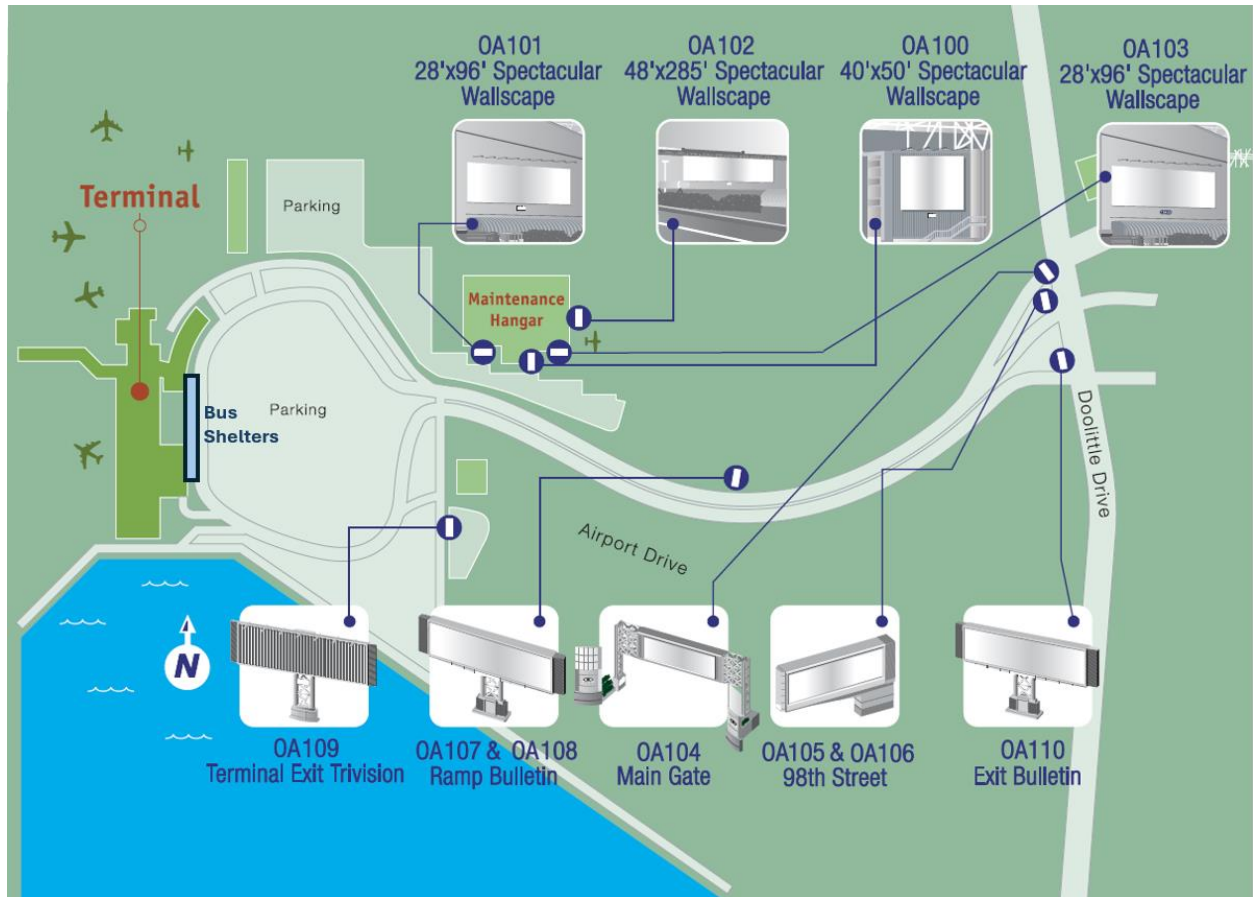 OA101
28'x96' Spectacular
Wallscape
OA102
48'x285' Spectacular
Wallscape
OA100
40'x50' Spectacular
Wallscape
OA103
28'x96' Spectacular
Wallscape
Terminal
Parking
Maintenance
Hangar
Parking
Bus
Shelters
Doolittle Drive
Airport Drive
N
OA109
Terminal Exit Trivision
OA107 & OA108
Ramp Bulletin
OA104
Main Gate
OA105 & OA106
98th Street
OA110
Exit Bulletin